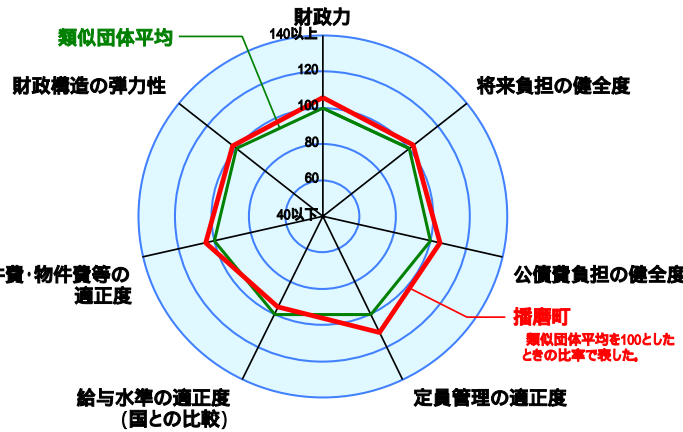 財政力
140以上
類似団体平均
120
財政構造の弾力性
将来負担の健全度
100
80
60
40以下
件費・物件費等の
適正度
公債費負担の健全度
播磨町
類似団体平均を100とした
ときの比率で表した。
給与水準の適正度
(国との比較)
定員管理の適正度